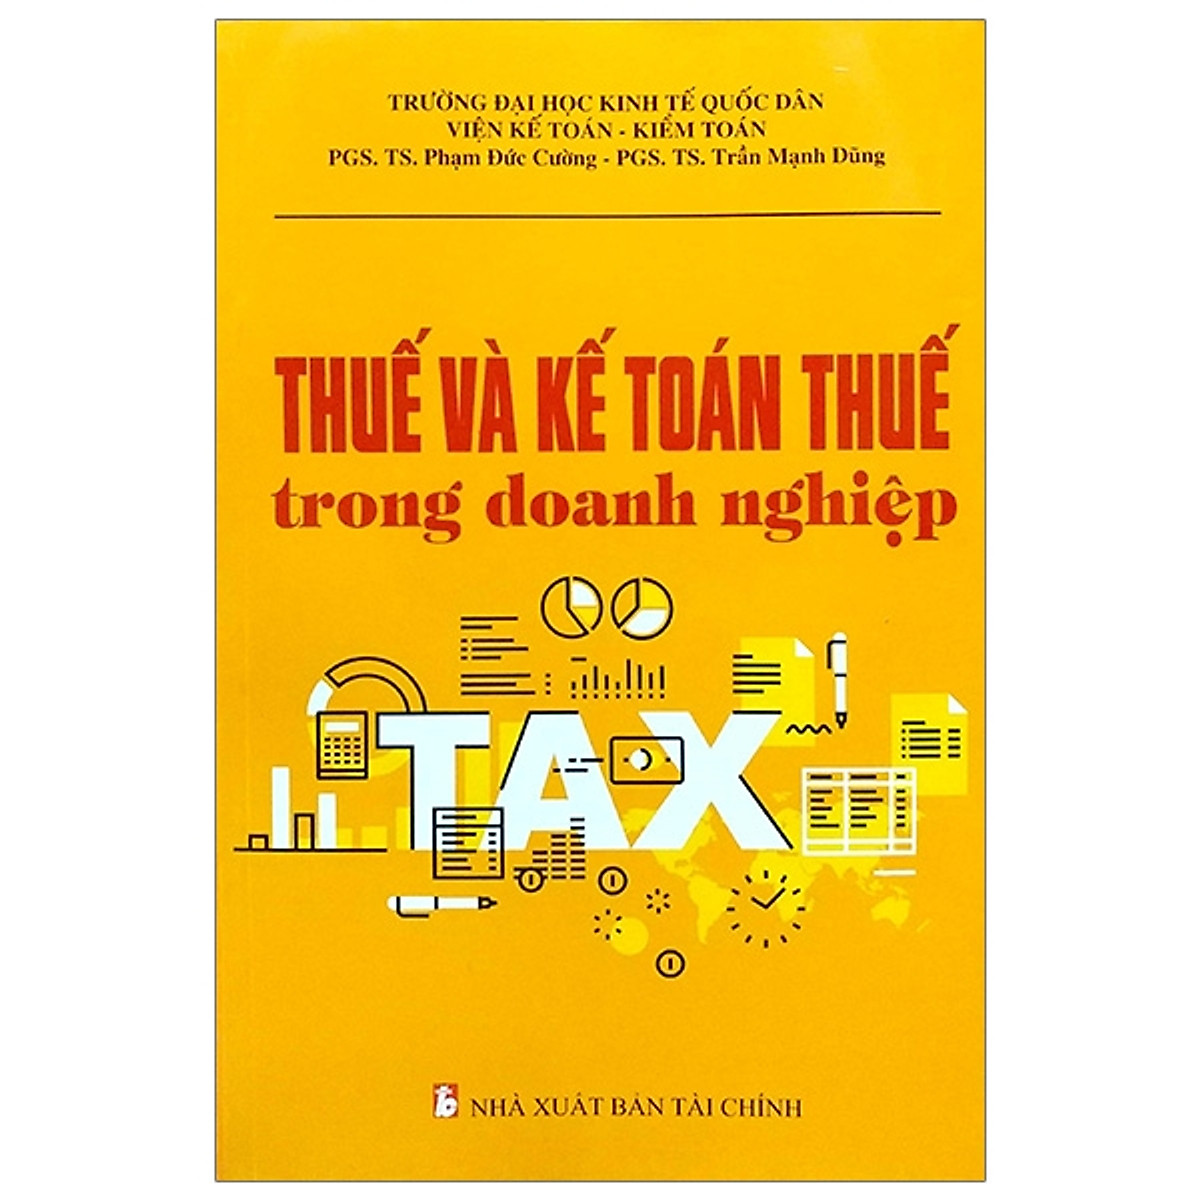 TRƯỜNG ĐẠI HỌC KINH TẾ QUỐC DÂN
VIỆN KẾ TOÁN - KIỂM TOÁN
PGS. TS. Phạm Đức Cường - PGS. TS. Trần Mạnh Dũng
THUẾ VÀ KẾ TOÁN THUẾ
trong doanh nghiệp
TAX
NHÀ XUẤT BẢN TÀI CHÍNH